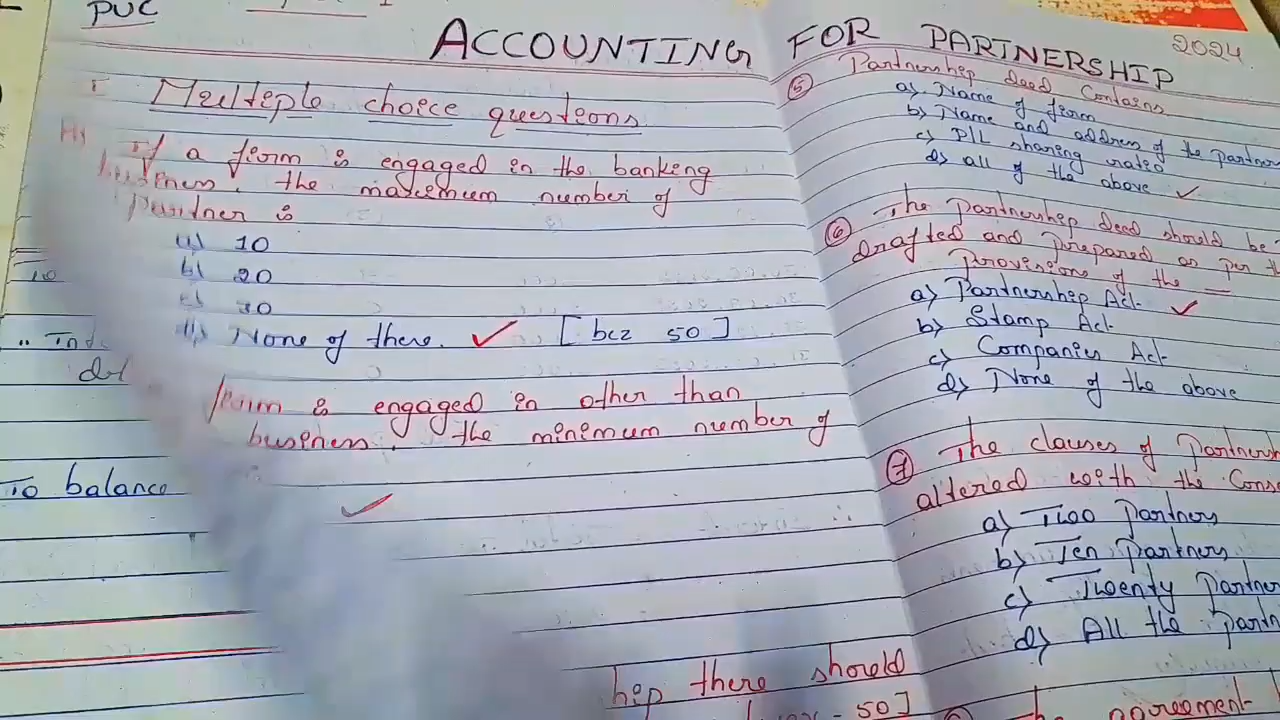 PUC
ACCOUNTING FOR PARTNERSHIP
2024
I Multiple choice questions
If a firm is engaged in the banking
business, the maximum number of
Partner is
a) 10
b) 20
c) 30
d) None of these. ✓ [bcz 50]
firm is engaged in other than
business. the minimum number of
✓
hip there should
- 50]
To
To balance
5 Partnership deed Contains
a) Name of firm
b) Name and address of the partner
c) P/L sharing ratio
d) all of the above ✓
6 The Partnership deed should be
drafted and prepared as per the
Provisions of the —
a) Partnership Act ✓
b) Stamp Act
c) Companies Act
d) None of the above
7 The clauses of Partnersh
altered with the Cons
a) Two Partners
b) Ten Partners
c) Twenty Partne
d) All the partn
The agreement